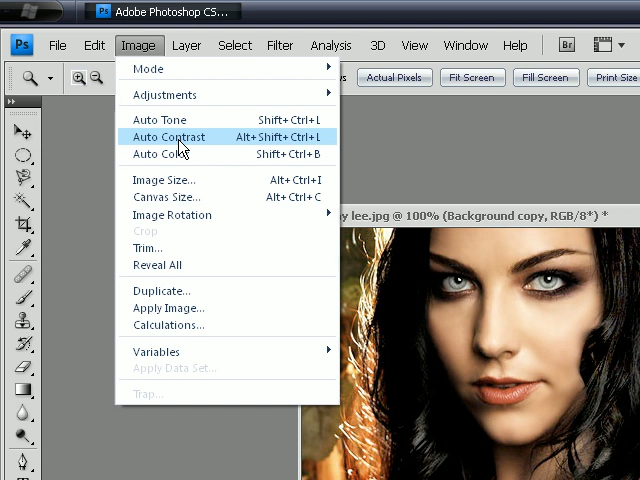 Ps Adobe Photoshop CS...
Ps File Edit Image Layer Select Filter Analysis 3D View Window Help Br
Actual Pixels Fit Screen Fill Screen Print Size
Mode
Adjustments
Auto Tone Shift+Ctrl+L
Auto Contrast Alt+Shift+Ctrl+L
Auto Color Shift+Ctrl+B
Image Size... Alt+Ctrl+I
Canvas Size... Alt+Ctrl+C
Image Rotation
Crop
Trim...
Reveal All
Duplicate...
Apply Image...
Calculations...
Variables
Apply Data Set...
Trap...
lee.jpg @ 100% (Background copy, RGB/8*) *